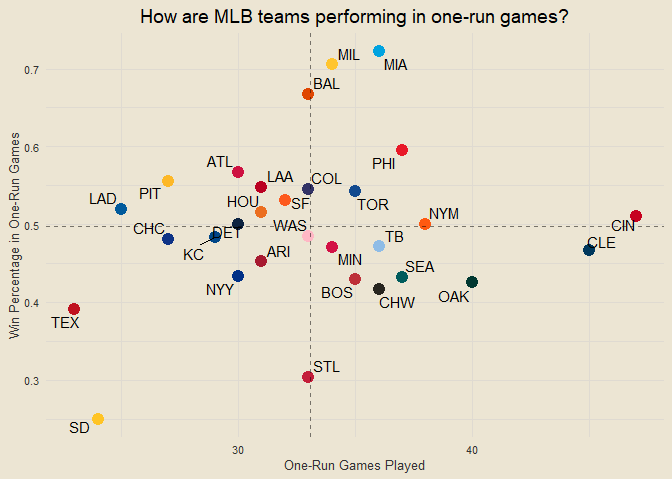 How are MLB teams performing in one-run games?
MIL
MIA
0.7
BAL
0.6
PHI
ATL
LAA
COL
PIT
LAD
HOU
SF
TOR
NYM
CIN
0.5
CHC
DET
WAS
TB
CLE
KC
ARI
MIN
SEA
NYY
BOS
CHW
OAK
0.4
TEX
STL
0.3
SD
30
40
One-Run Games Played
Win Percentage in One-Run Games